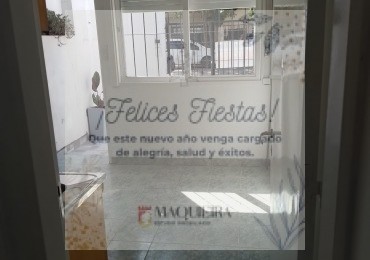 ¡Felices Fiestas!
Que este nuevo año venga cargado
de alegría, salud y éxitos.
MAQUIEIRA